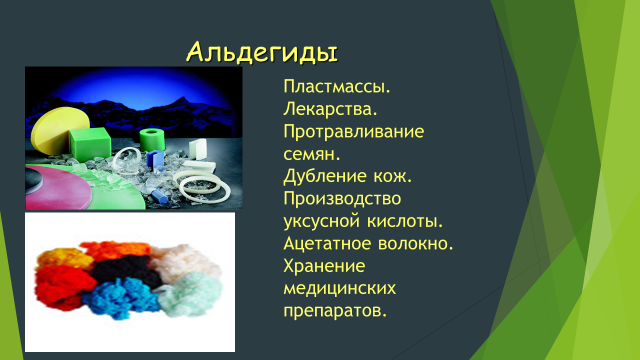 Альдегиды
Пластмассы.
Лекарства.
Протравливание
семян.
Дубление кож.
Производство
уксусной кислоты.
Ацетатное волокно.
Хранение
медицинских
препаратов.